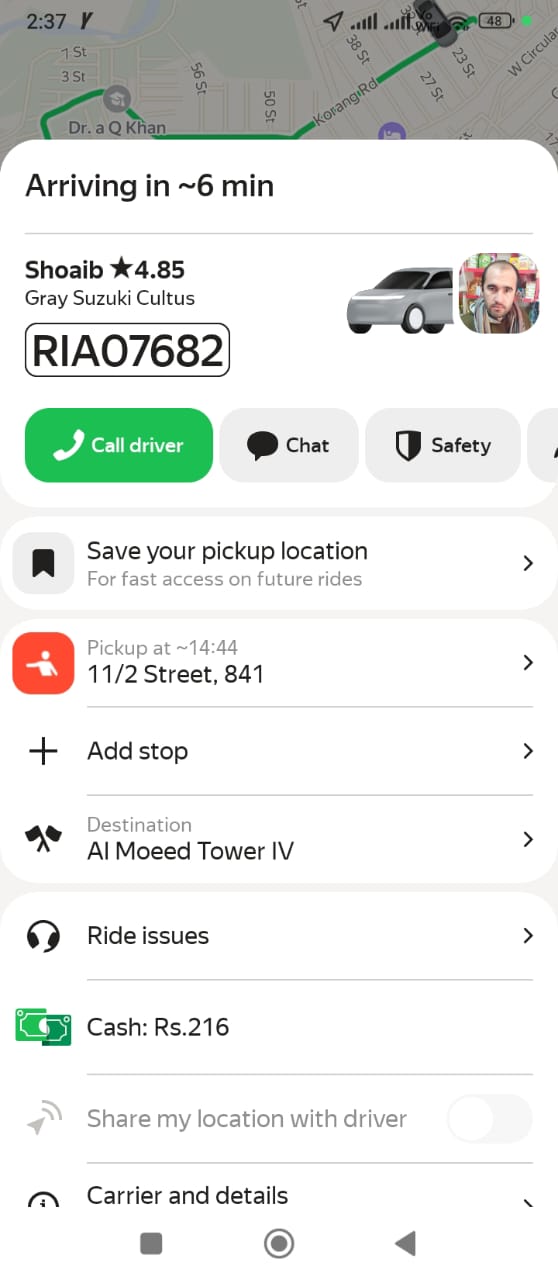 2:37
48
1 St
3 St
56 St
50 St
38 St
Korang Rd
27 St
23 St
W Circular
Dr. a Q Khan
Arriving in ~6 min
Shoaib ★4.85
Gray Suzuki Cultus
RIA07682
Call driver
Chat
Safety
Save your pickup location
For fast access on future rides
Pickup at ~14:44
11/2 Street, 841
Add stop
Destination
Al Moeed Tower IV
Ride issues
Cash: Rs.216
Share my location with driver
Carrier and details